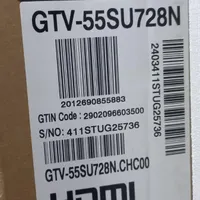 GTV-55SU728N
2012690855883
GTIN Code : 2902096603500
S/NO: 411STUG25736
GTV-55SU728N.CHC00
HDMI
2403411STUG25736